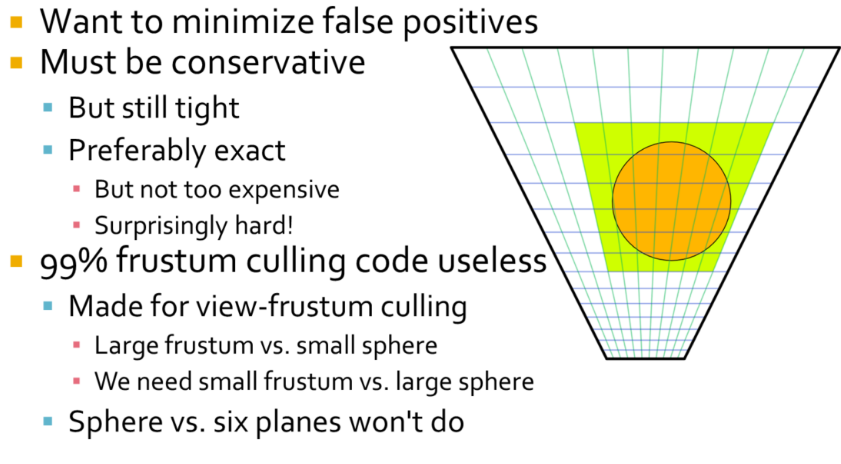 Want to minimize false positives
Must be conservative
But still tight
Preferably exact
But not too expensive
Surprisingly hard!
99% frustum culling code useless
Made for view-frustum culling
Large frustum vs. small sphere
We need small frustum vs. large sphere
Sphere vs. six planes won't do